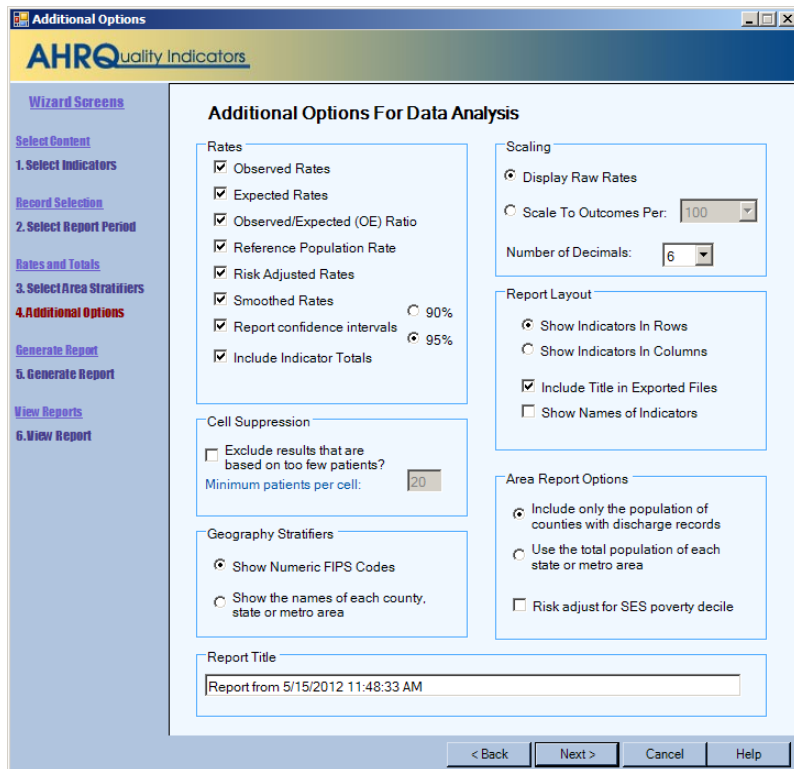 Additional Options
AHRQuality Indicators
Wizard Screens
Select Content
1. Select Indicators
Record Selection
2. Select Report Period
Rates and Totals
3. Select Area Stratifiers
4. Additional Options
Generate Report
5. Generate Report
View Reports
6. View Report
Additional Options For Data Analysis
Rates
Observed Rates
Expected Rates
Observed/Expected (OE) Ratio
Reference Population Rate
Risk Adjusted Rates
Smoothed Rates
Report confidence intervals
90%
95%
Include Indicator Totals
Cell Suppression
Exclude results that are
based on too few patients?
Minimum patients per cell: 20
Geography Stratifiers
Show Numeric FIPS Codes
Show the names of each county,
state or metro area
Scaling
Display Raw Rates
Scale To Outcomes Per: 100
Number of Decimals: 6
Report Layout
Show Indicators In Rows
Show Indicators In Columns
Include Title in Exported Files
Show Names of Indicators
Area Report Options
Include only the population of
counties with discharge records
Use the total population of each
state or metro area
Risk adjust for SES poverty decile
Report Title
Report from 5/15/2012 11:48:33 AM
< Back
Next >
Cancel
Help